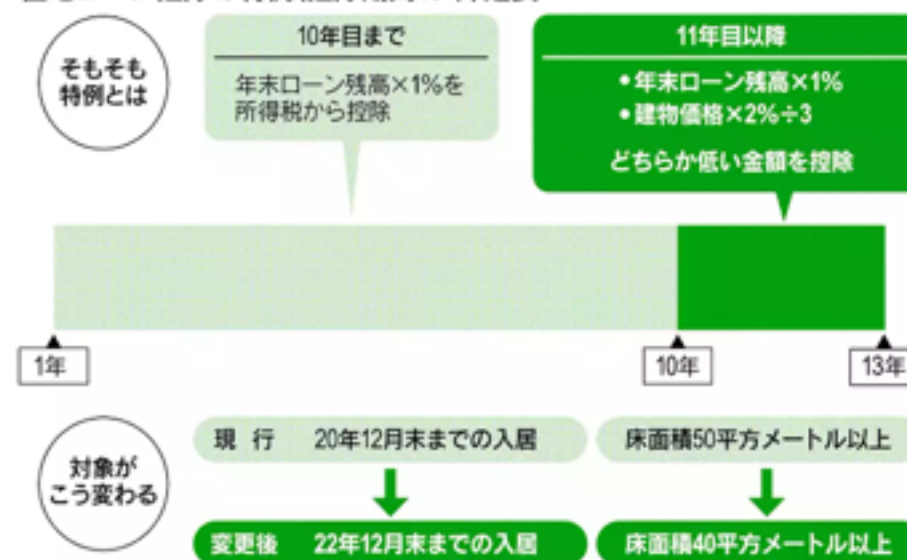 そもそも
特例とは
10年目まで
年末ローン残高×1%を
所得税から控除
11年目以降
•年末ローン残高×1%
•建物価格×2%÷3
どちらか低い金額を控除
1年
10年
13年
対象が
こう変わる
現 行 20年12月末までの入居
床面積50平方メートル以上
変更後 22年12月末までの入居
床面積40平方メートル以上